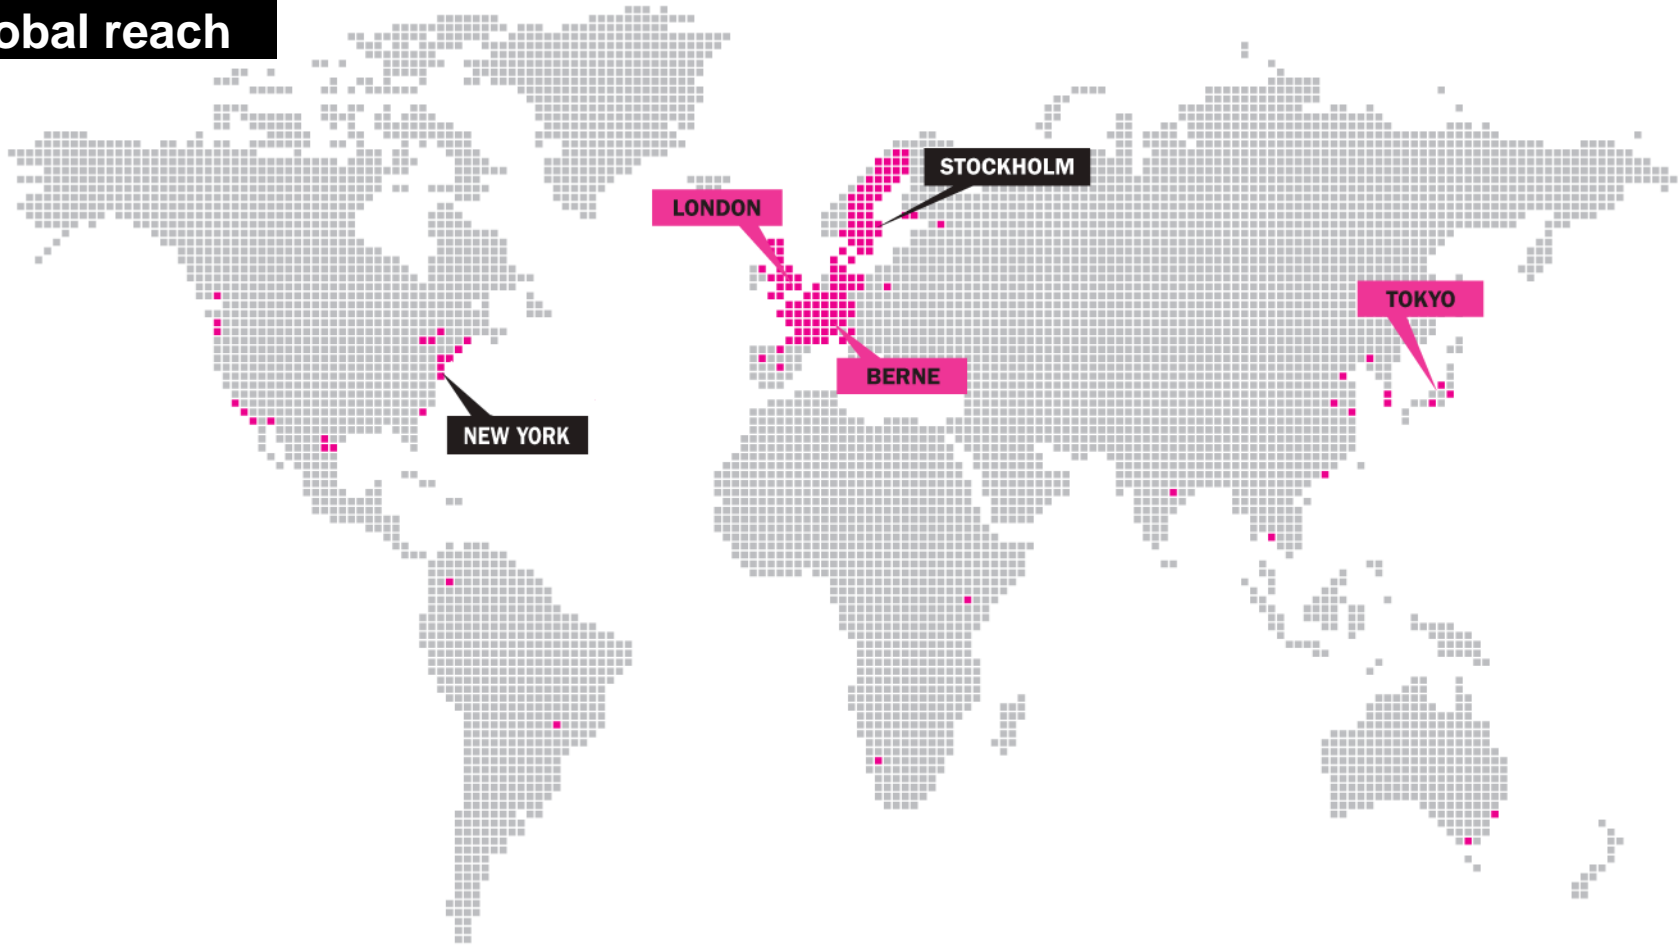 obal reach
STOCKHOLM
LONDON
TOKYO
BERNE
NEW YORK